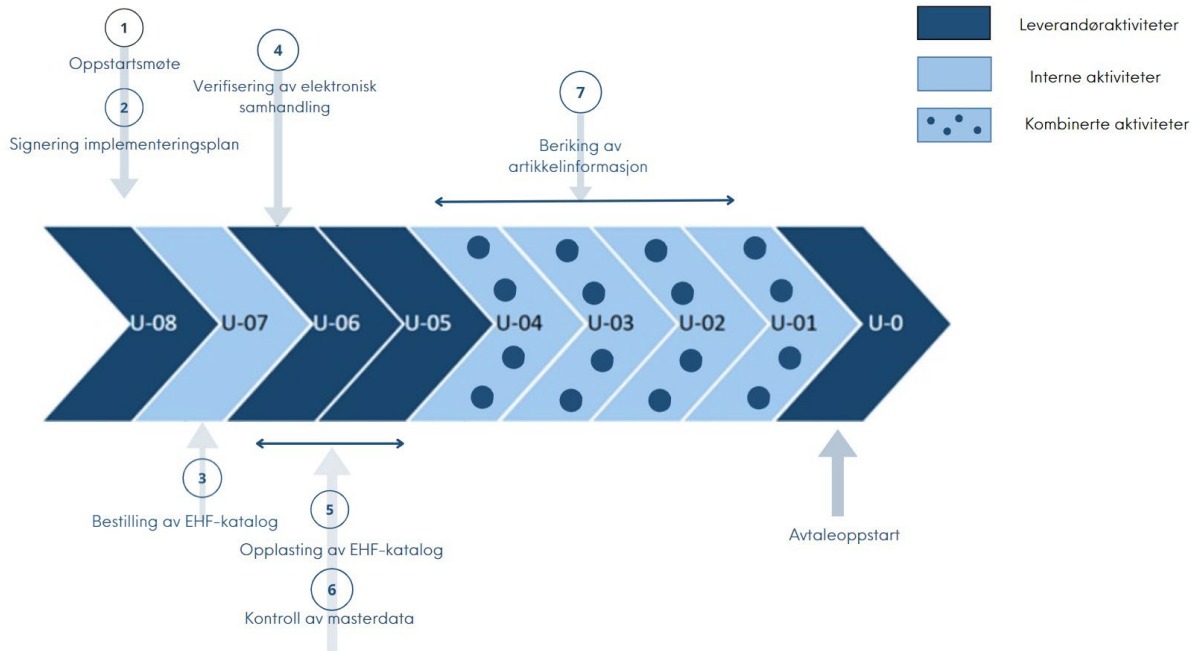 1
Oppstartsmøte
2
Signering implementeringsplan
4
Verifisering av elektronisk
samhandling
7
Beriking av
artikkelinformasjon
Leverandøraktiviteter
Interne aktiviteter
Kombinerte aktiviteter
U-08
U-07
U-06
U-05
U-04
U-03
U-02
U-01
U-0
3
Bestilling av EHF-katalog
5
Opplasting av EHF-katalog
6
Kontroll av masterdata
Avtaleoppstart